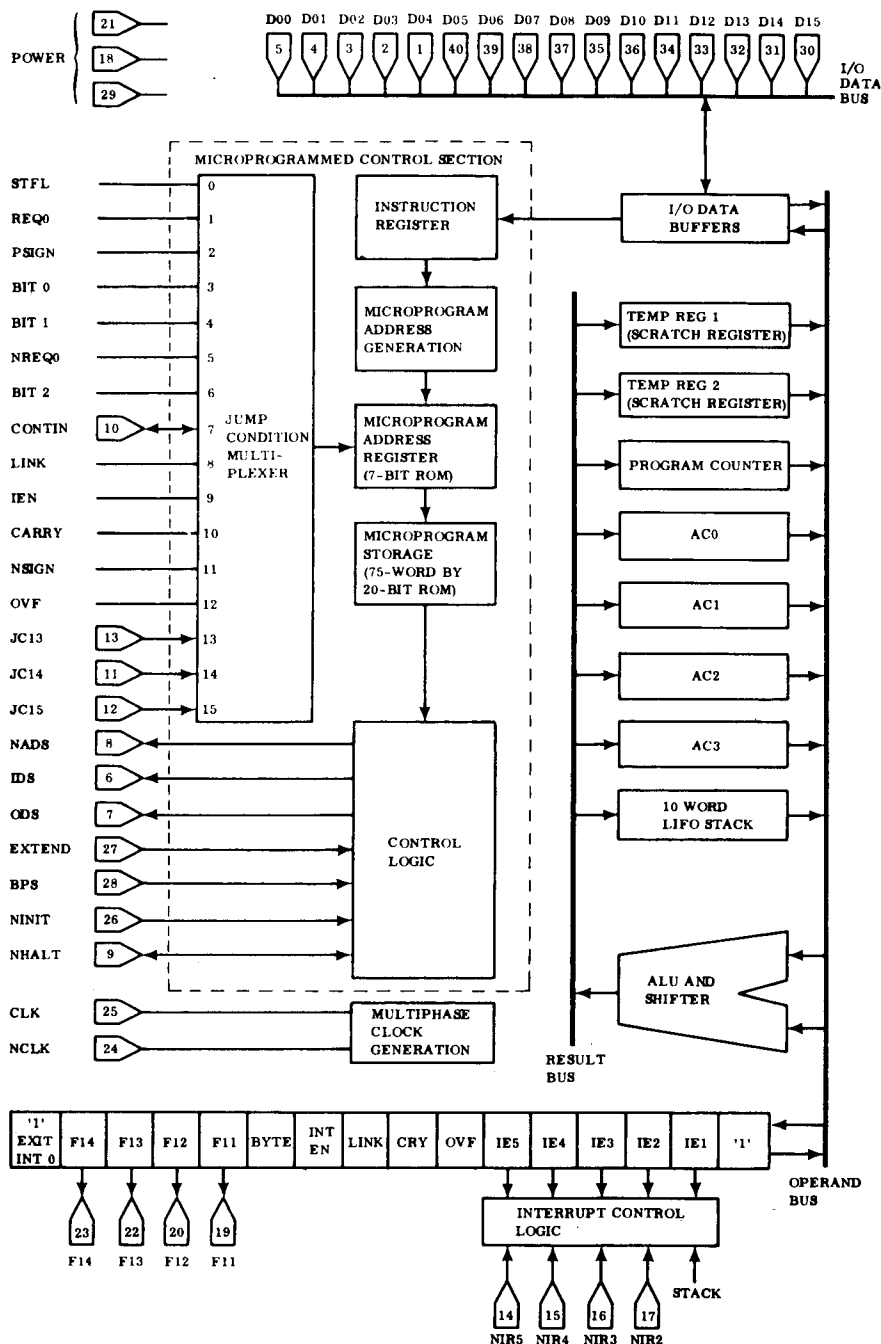 21
POWER
18
29
D00 D01 D02 D03 D04 D05 D06 D07 D08 D09 D10 D11 D12 D13 D14 D15
5 4 3 2 1 40 39 38 37 35 36 34 33 32 31 30
I/O
DATA
BUS
MICROPROGRAMMED CONTROL SECTION
STFL 0
REQ0 1
PSIGN 2
BIT 0 3
BIT 1 4
NREQ0 5
BIT 2 6
CONTIN 10 7
LINK 8
IEN 9
CARRY 10
NSIGN 11
OVF 12
JC13 13 13
JC14 11 14
JC15 12 15
JUMP
CONDITION
MULTI-
PLEXER
INSTRUCTION
REGISTER
MICROPROGRAM
ADDRESS
GENERATION
MICROPROGRAM
ADDRESS
REGISTER
(7-BIT ROM)
MICROPROGRAM
STORAGE
(75-WORD BY
20-BIT ROM)
NADS 8
IDS 6
ODS 7
EXTEND 27
BPS 28
NINIT 26
NHALT 9
CONTROL
LOGIC
CLK 25
NCLK 24
MULTIPHASE
CLOCK
GENERATION
I/O DATA
BUFFERS
TEMP REG 1
(SCRATCH REGISTER)
TEMP REG 2
(SCRATCH REGISTER)
PROGRAM COUNTER
AC0
AC1
AC2
AC3
10 WORD
LIFO STACK
ALU AND
SHIFTER
RESULT
BUS
'1'
EXIT
INT 0
F14 F13 F12 F11 BYTE
INT
EN
LINK CRY OVF IE5 IE4 IE3 IE2 IE1 '1'
OPERAND
BUS
23 22 20 19
F14 F13 F12 F11
INTERRUPT CONTROL
LOGIC
STACK
14 15 16 17
NIR5 NIR4 NIR3 NIR2